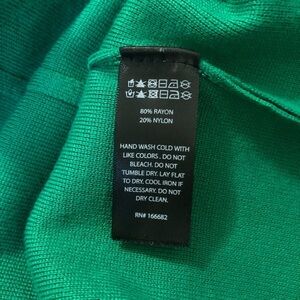 80% RAYON
20% NYLON
HAND WASH COLD WITH
LIKE COLORS. DO NOT
BLEACH. DO NOT
TUMBLE DRY. LAY FLAT
TO DRY. COOL IRON IF
NECESSARY. DO NOT
DRY CLEAN.
RN# 166682